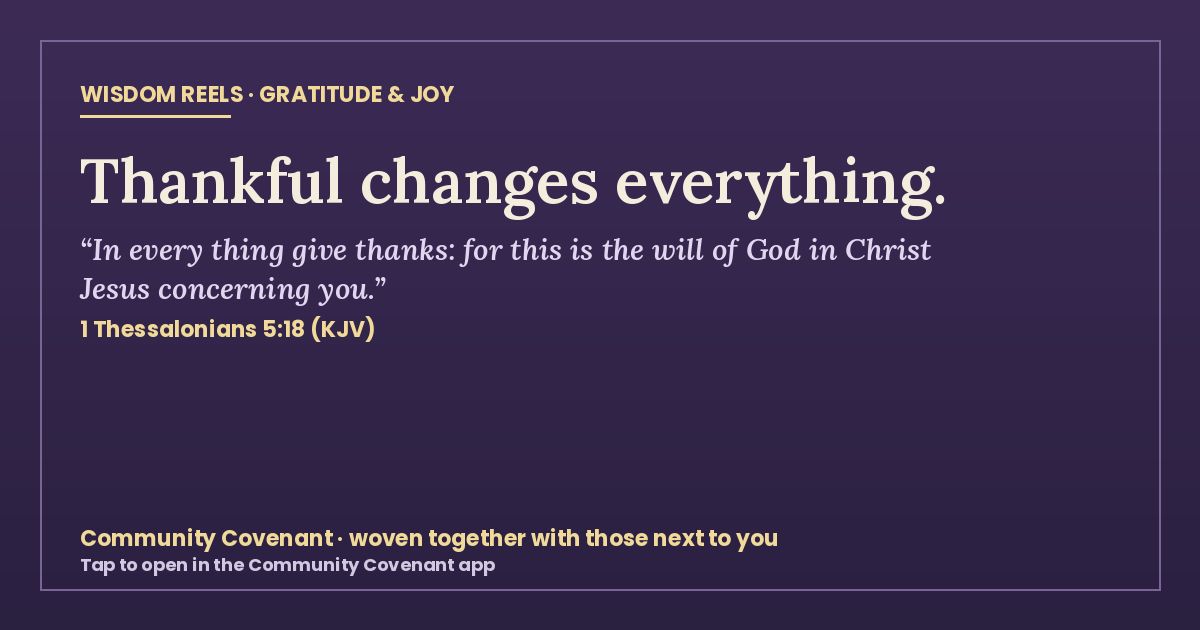 WISDOM REELS · GRATITUDE & JOY
Thankful changes everything.
“In every thing give thanks: for this is the will of God in Christ
Jesus concerning you.”
1 Thessalonians 5:18 (KJV)
Community Covenant · woven together with those next to you
Tap to open in the Community Covenant app